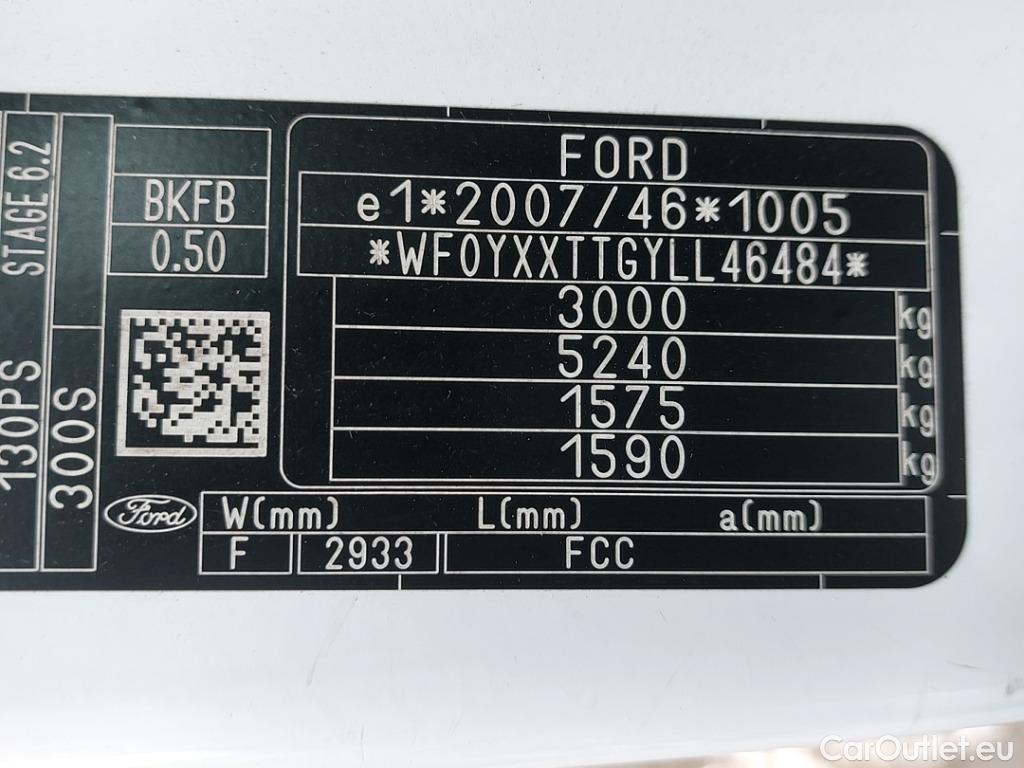 STAGE 6.2
130PS
300S
BKFB
0.50
FORD
e1*2007/46*1005
*WF0YXXTTGYLL46484*
3000 kg
5240 kg
1575 kg
1590 kg
Ford
W(mm) L(mm) a(mm)
F 2933 FCC
CarOutlet.eu